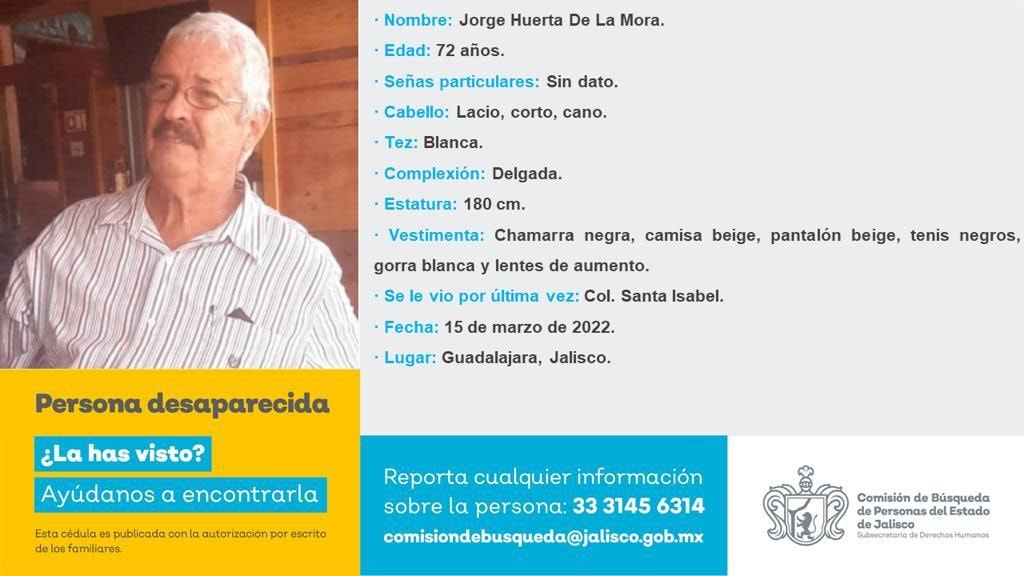 · Nombre: Jorge Huerta De La Mora.
· Edad: 72 años.
· Señas particulares: Sin dato.
· Cabello: Lacio, corto, cano.
· Tez: Blanca.
· Complexión: Delgada.
· Estatura: 180 cm.
· Vestimenta: Chamarra negra, camisa beige, pantalón beige, tenis negros,
gorra blanca y lentes de aumento.
· Se le vio por última vez: Col. Santa Isabel.
· Fecha: 15 de marzo de 2022.
· Lugar: Guadalajara, Jalisco.
Persona desaparecida
¿La has visto?
Ayúdanos a encontrarla
Esta cédula es publicada con la autorización por escrito
de los familiares.
Reporta cualquier información
sobre la persona: 33 3145 6314
comisiondebusqueda@jalisco.gob.mx
Comisión de Búsqueda
de Personas del Estado
de Jalisco
Subsecretaría de Derechos Humanos